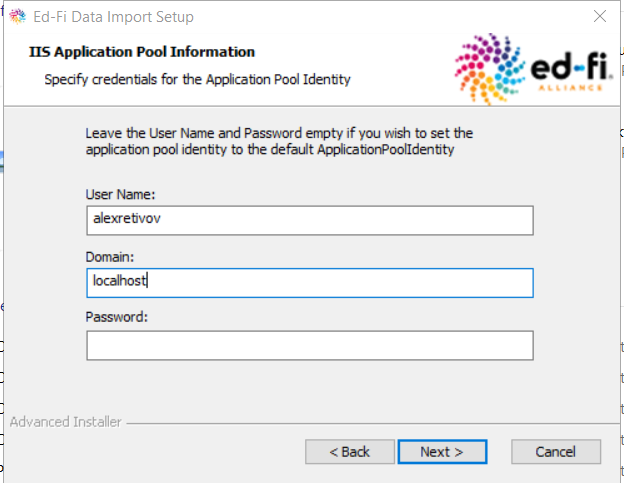 Ed-Fi Data Import Setup
IIS Application Pool Information
Specify credentials for the Application Pool Identity
ed-fi.
ALLIANCE
Leave the User Name and Password empty if you wish to set the
application pool identity to the default ApplicationPoolIdentity
User Name:
alexretivov
Domain:
localhost
Password:
Advanced Installer
< Back
Next >
Cancel